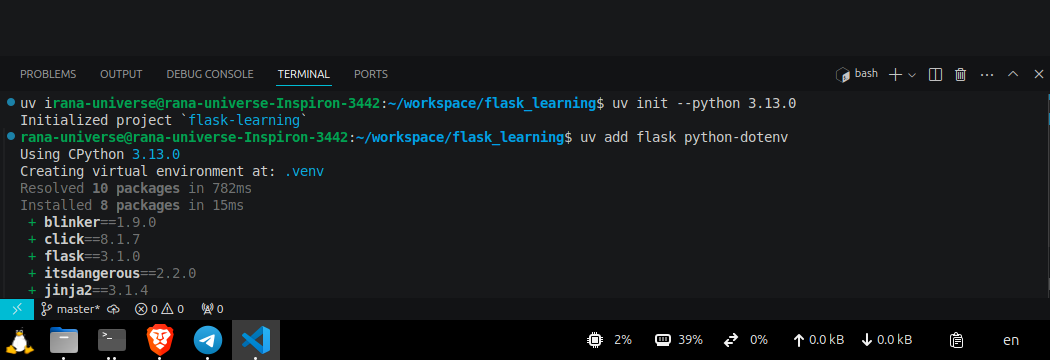 PROBLEMS OUTPUT DEBUG CONSOLE TERMINAL PORTS bash
uv irana-universe@rana-universe-Inspiron-3442:~/workspace/flask_learning$ uv init --python 3.13.0
Initialized project `flask-learning`
rana-universe@rana-universe-Inspiron-3442:~/workspace/flask_learning$ uv add flask python-dotenv
Using CPython 3.13.0
Creating virtual environment at: .venv
Resolved 10 packages in 782ms
Installed 8 packages in 15ms
+ blinker==1.9.0
+ click==8.1.7
+ flask==3.1.0
+ itsdangerous==2.2.0
+ jinja2==3.1.4
master* 0 0 0
2% 39% 0% 0.0 kB 0.0 kB en